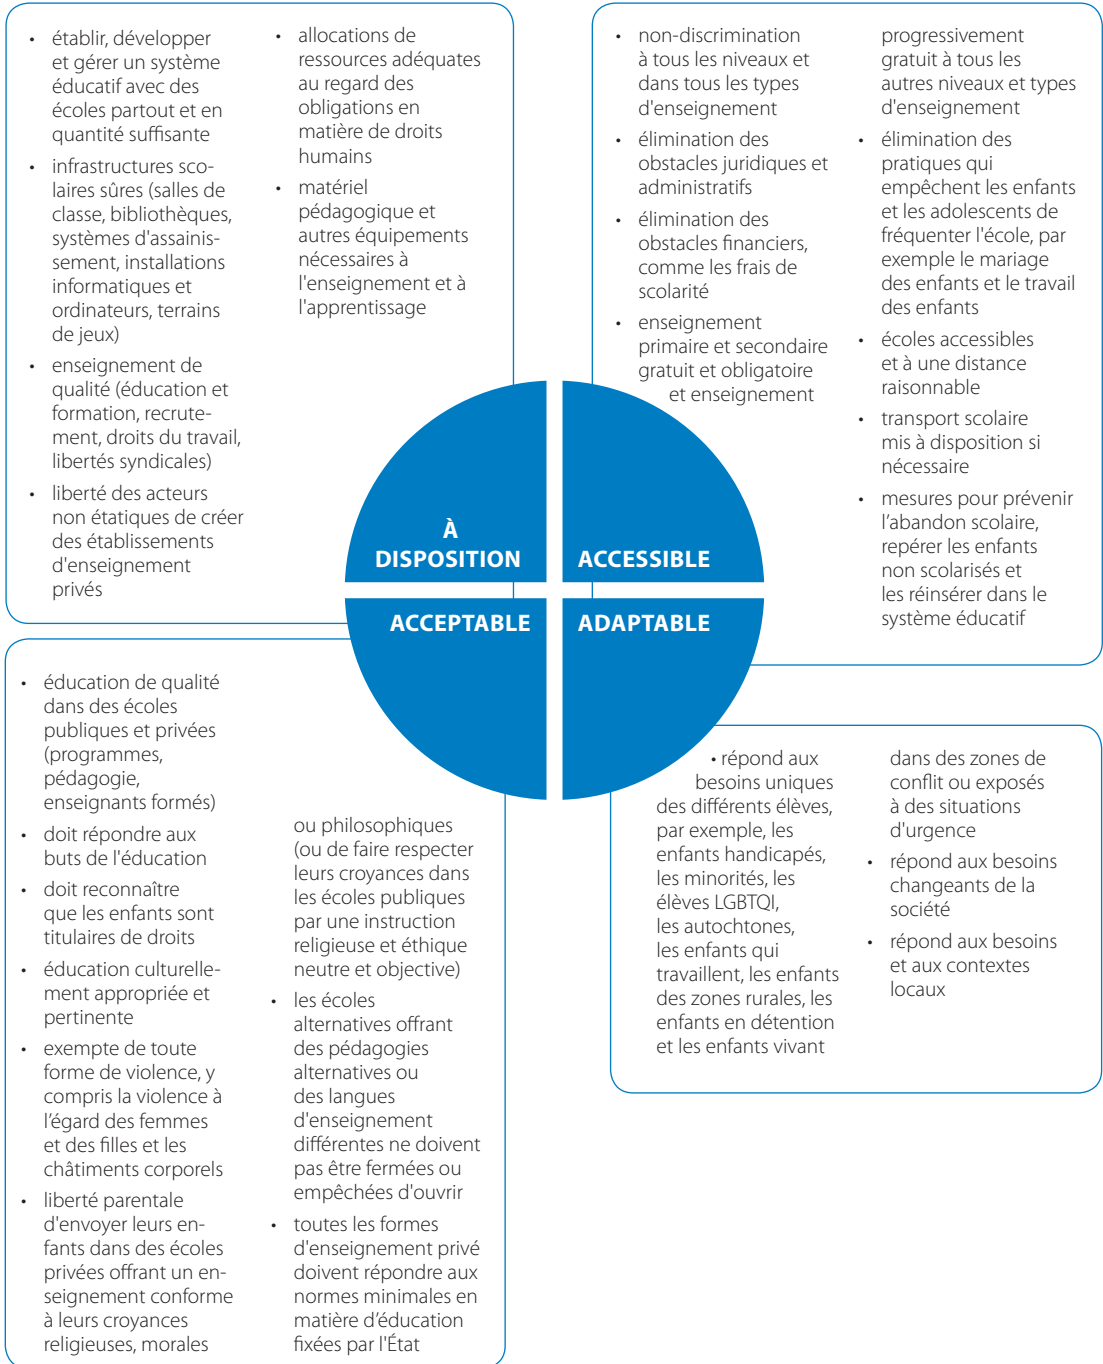 • établir, développer
et gérer un système
éducatif avec des
écoles partout et en
quantité suffisante
• infrastructures sco-
laires sûres (salles de
classe, bibliothèques,
systèmes d'assainis-
sement, installations
informatiques et
ordinateurs, terrains
de jeux)
• enseignement de
qualité (éducation et
formation, recrute-
ment, droits du travail,
libertés syndicales)
• liberté des acteurs
non étatiques de créer
des établissements
d'enseignement
privés
• allocations de
ressources adéquates
au regard des
obligations en
matière de droits
humains
• matériel
pédagogique et
autres équipements
nécessaires à
l'enseignement et à
l'apprentissage
À
DISPOSITION
• non-discrimination
à tous les niveaux et
dans tous les types
d'enseignement
• élimination des
obstacles juridiques et
administratifs
• élimination des
obstacles financiers,
comme les frais de
scolarité
• enseignement
primaire et secondaire
gratuit et obligatoire
et enseignement
progressivement
gratuit à tous les
autres niveaux et types
d'enseignement
• élimination des
pratiques qui
empêchent les enfants
et les adolescents de
fréquenter l'école, par
exemple le mariage
des enfants et le travail
des enfants
• écoles accessibles
et à une distance
raisonnable
• transport scolaire
mis à disposition si
nécessaire
• mesures pour prévenir
l’abandon scolaire,
repérer les enfants
non scolarisés et
les réinsérer dans le
système éducatif
ACCESSIBLE
ACCEPTABLE
• éducation de qualité
dans des écoles
publiques et privées
(programmes,
pédagogie,
enseignants formés)
• doit répondre aux
buts de l'éducation
• doit reconnaître
que les enfants sont
titulaires de droits
• éducation culturelle-
ment appropriée et
pertinente
• exempte de toute
forme de violence, y
compris la violence à
l’égard des femmes
et des filles et les
châtiments corporels
• liberté parentale
d'envoyer leurs en-
fants dans des écoles
privées offrant un en-
seignement conforme
à leurs croyances
religieuses, morales
ou philosophiques
(ou de faire respecter
leurs croyances dans
les écoles publiques
par une instruction
religieuse et éthique
neutre et objective)
• les écoles
alternatives offrant
des pédagogies
alternatives ou
des langues
d'enseignement
différentes ne doivent
pas être fermées ou
empêchées d'ouvrir
• toutes les formes
d'enseignement privé
doivent répondre aux
normes minimales en
matière d’éducation
fixées par l'État
ADAPTABLE
• répond aux
besoins uniques
des différents élèves,
par exemple, les
enfants handicapés,
les minorités, les
élèves LGBTQI,
les autochtones,
les enfants qui
travaillent, les enfants
des zones rurales, les
enfants en détention
et les enfants vivant
dans des zones de
conflit ou exposés
à des situations
d'urgence
• répond aux besoins
changeants de la
société
• répond aux besoins
et aux contextes
locaux